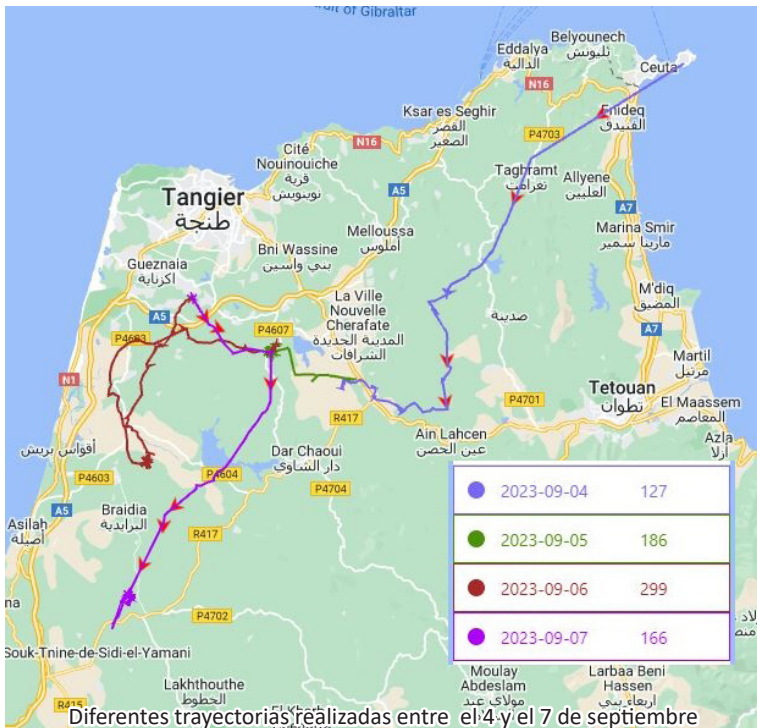 of Gibraltar
Belyounech
بليونش
Eddalya
الدالية
Ceuta
N16
Fnideq
الفنيدق
Ksar es Seghir
القصر
الصغير
P4703
N16
Cité
Nouinouiche
قرية
نوينويش
Taghramt
تغرامت
Allyene
العليين
Tangier
طنجة
A5
A7
Melloussa
أملوس
Marina Smir
مارينا سمير
Bni Wassine
بني واسين
Gueznaia
اكزناية
La Ville
Nouvelle
Cherafate
المدينة الجديدة
الشرافات
صدينة
M'diq
المضيق
A5
P4603
P4607
A7
Martil
مرتيل
N1
Tetouan
تطوان
P4701
El Maassem
المعاصم
R417
Ain Lahcen
عين الحصن
Azla
أزلا
أقواس بريش
Dar Chaoui
دار الشاوي
P4603
P4604
P4704
Braidia
البرايدية
A5
Asilah
أصيلة
R417
2023-09-04 127
2023-09-05 186
2023-09-06 299
2023-09-07 166
na
P4702
Souk-Tnine-de-Sidi-el-Yamani
Lakhthouthe
الخطوط
Moulay
Abdeslam
مولاي عبد
Larbaa Beni
Hassen
اربعاء بني
R415
Diferentes trayectorias realizadas entre el 4 y el 7 de septiembre